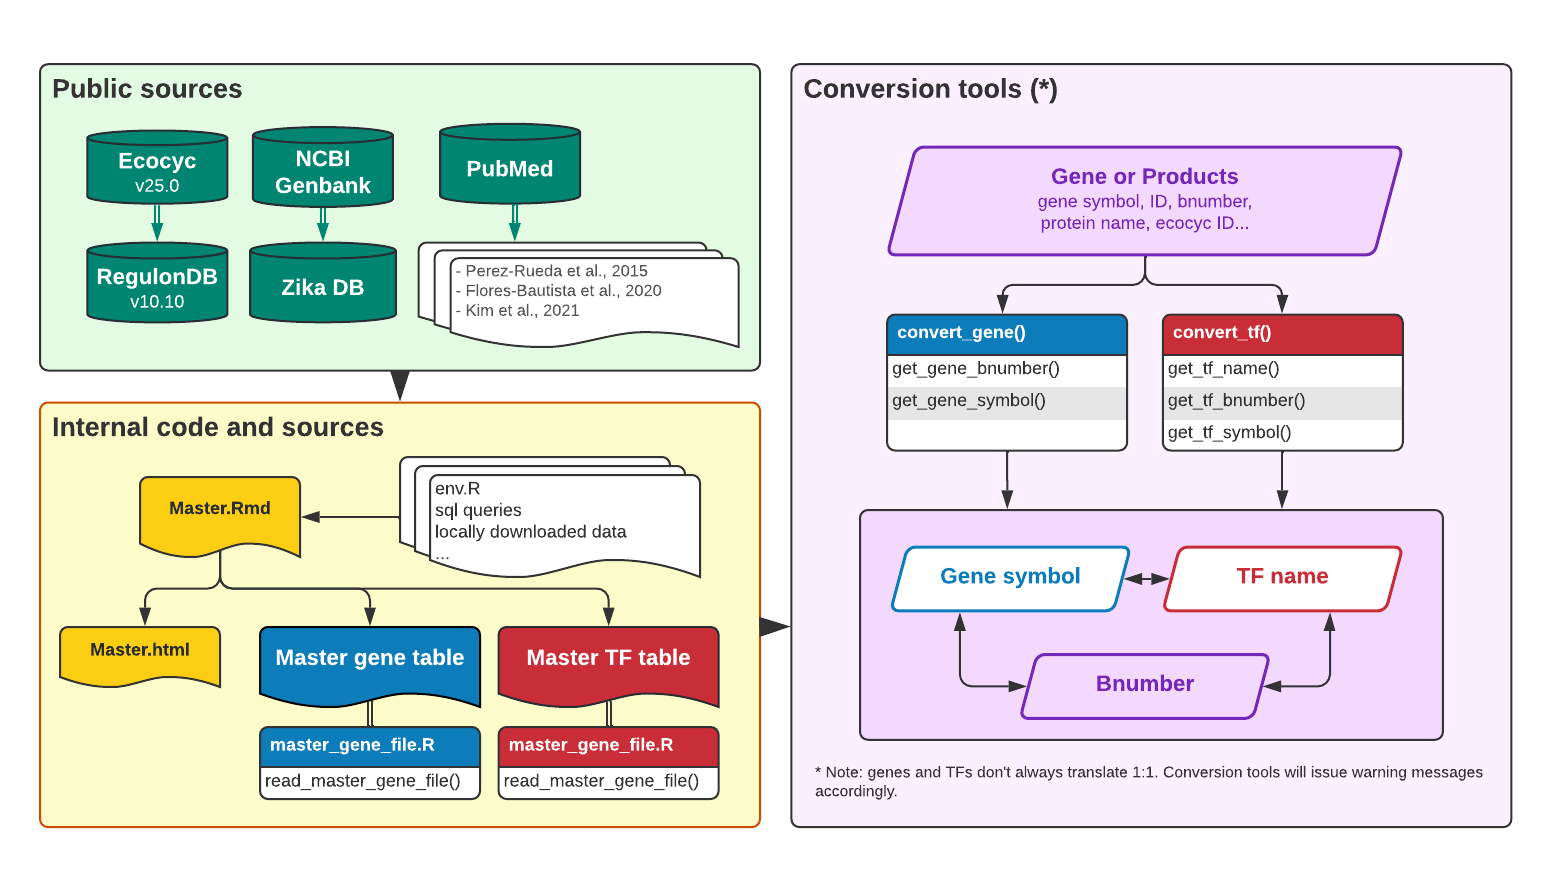 Public sources
Ecocyc
v25.0
NCBI
Genbank
PubMed
RegulonDB
v10.10
Zika DB
- Perez-Rueda et al., 2015
- Flores-Bautista et al., 2020
- Kim et al., 2021
Internal code and sources
Master.Rmd
env.R
sql queries
locally downloaded data
...
Master.html
Master gene table
Master TF table
master_gene_file.R
read_master_gene_file()
master_gene_file.R
read_master_gene_file()
Conversion tools (*)
Gene or Products
gene symbol, ID, bnumber,
protein name, ecocyc ID...
convert_gene()
get_gene_bnumber()
get_gene_symbol()
convert_tf()
get_tf_name()
get_tf_bnumber()
get_tf_symbol()
Gene symbol
TF name
Bnumber
* Note: genes and TFs don't always translate 1:1. Conversion tools will issue warning messages
accordingly.